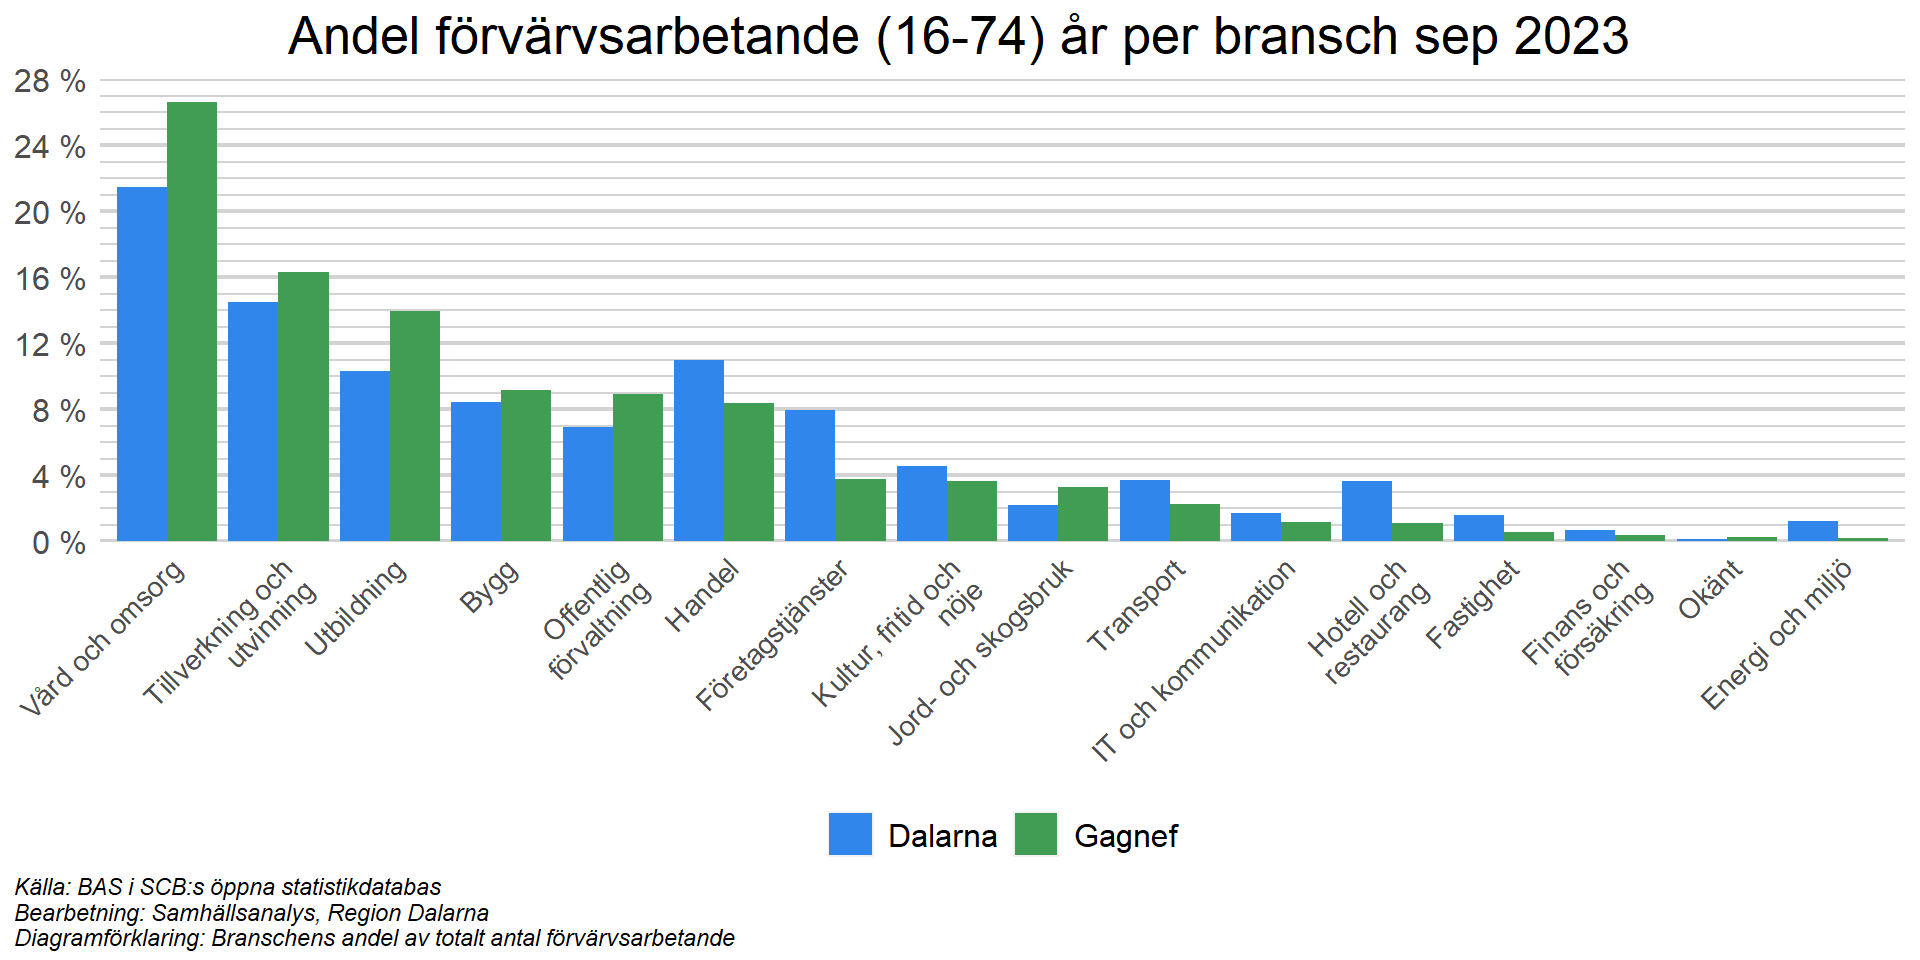 Andel förvärvsarbetande (16-74) år per bransch sep 2023
28 %
24 %
20 %
16 %
12 %
8 %
4 %
0 %
Vård och omsorg
Tillverkning och
utvinning
Utbildning
Bygg
Offentlig
förvaltning
Handel
Företagstjänster
Kultur, fritid och
nöje
Jord- och skogsbruk
Transport
IT och kommunikation
Hotell och
restaurang
Fastighet
Finans och
försäkring
Okänt
Energi och miljö
Dalarna
Gagnef
Källa: BAS i SCB:s öppna statistikdatabas
Bearbetning: Samhällsanalys, Region Dalarna
Diagramförklaring: Branschens andel av totalt antal förvärvsarbetande